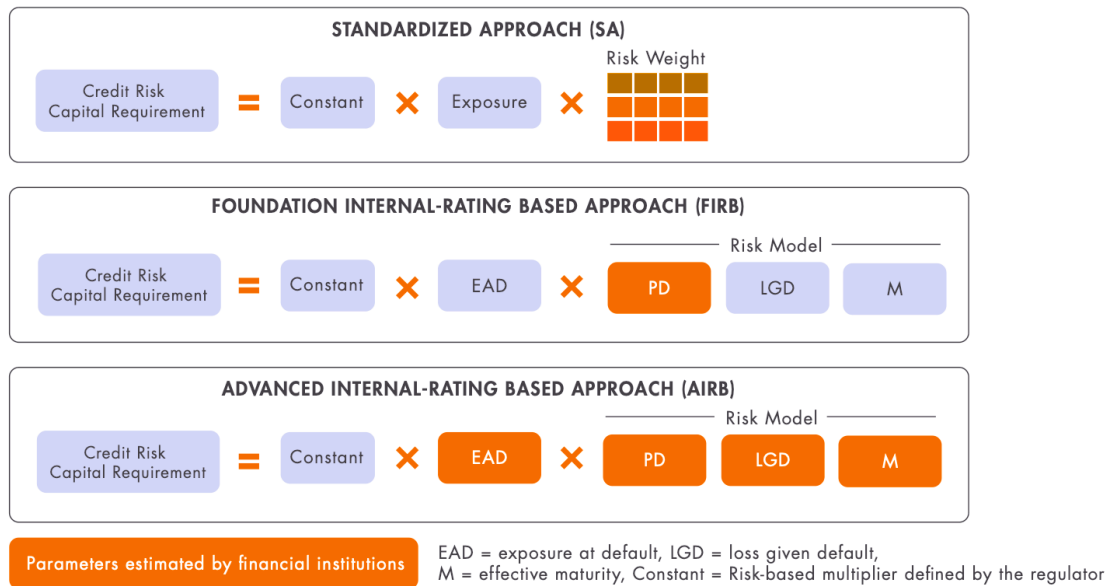 STANDARDIZED APPROACH (SA)
Risk Weight
Credit Risk
Capital Requirement
=
Constant
×
Exposure
×
FOUNDATION INTERNAL-RATING BASED APPROACH (FIRB)
Risk Model
Credit Risk
Capital Requirement
=
Constant
×
EAD
×
PD
LGD
M
ADVANCED INTERNAL-RATING BASED APPROACH (AIRB)
Risk Model
Credit Risk
Capital Requirement
=
Constant
×
EAD
×
PD
LGD
M
Parameters estimated by financial institutions
EAD = exposure at default, LGD = loss given default,
M = effective maturity, Constant = Risk-based multiplier defined by the regulator